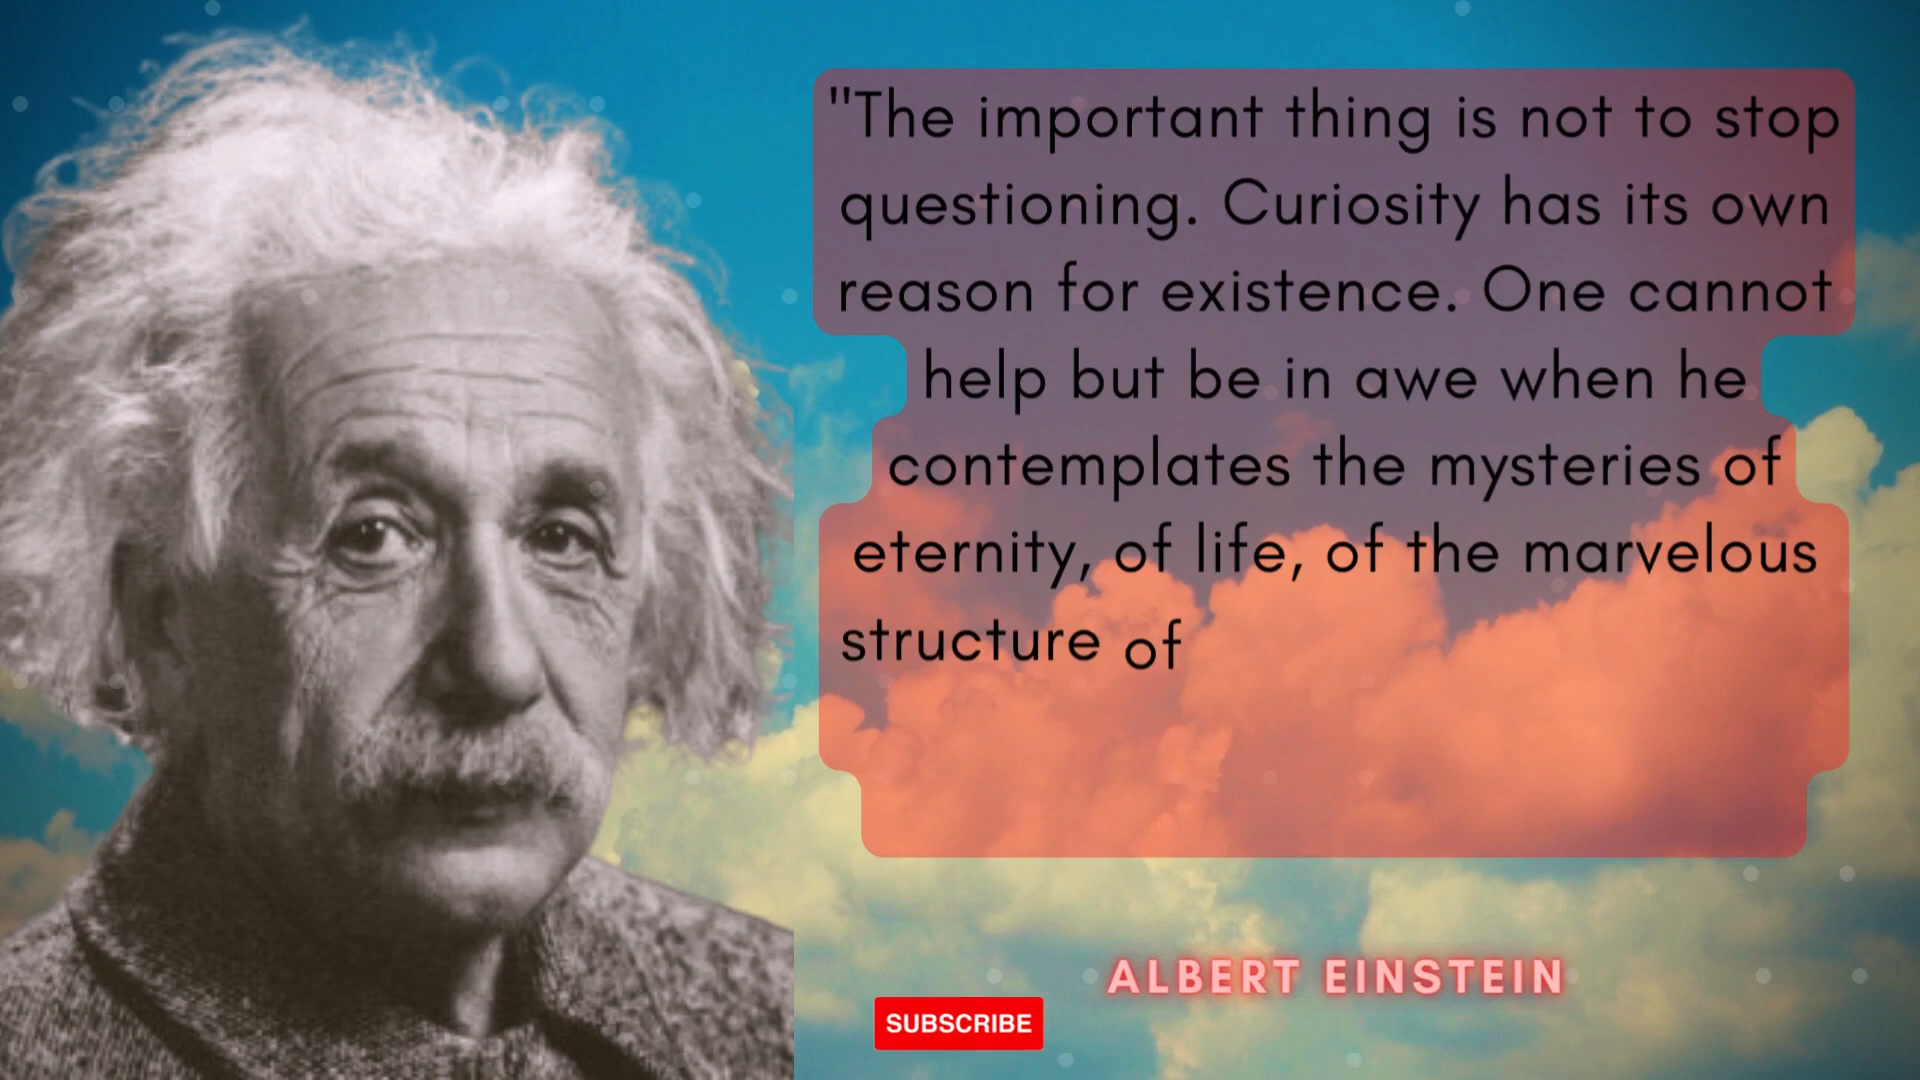 "The important thing is not to stop
questioning. Curiosity has its own
reason for existence. One cannot
help but be in awe when he
contemplates the mysteries of
eternity, of life, of the marvelous
structure of
ALBERT EINSTEIN
SUBSCRIBE